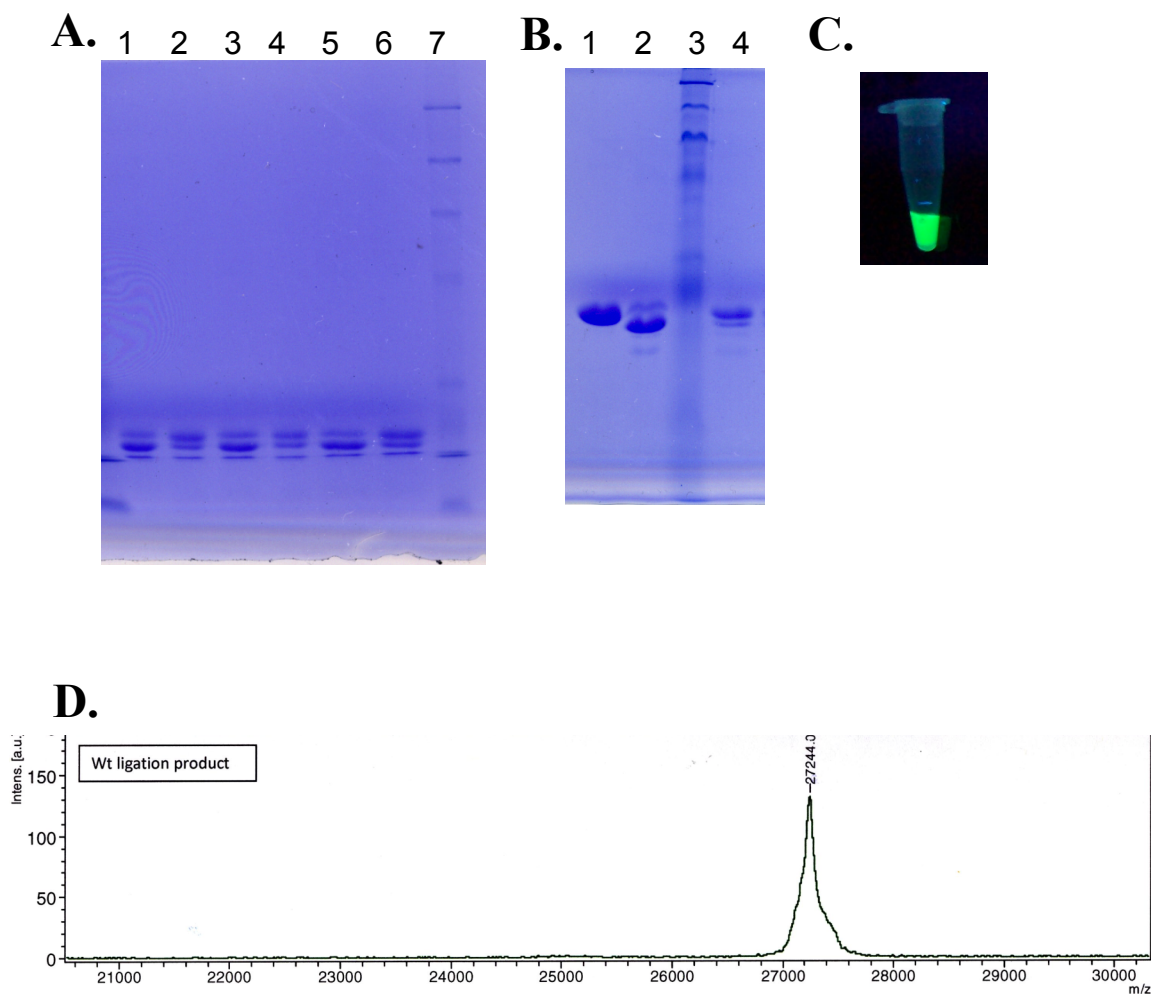 A. 1 2 3 4 5 6 7
B. 1 2 3 4
C.
D.
Wt ligation product
Intens. [a.u.]
150
100
50
0
27244.0
21000 22000 23000 24000 25000 26000 27000 28000 29000 30000
m/z